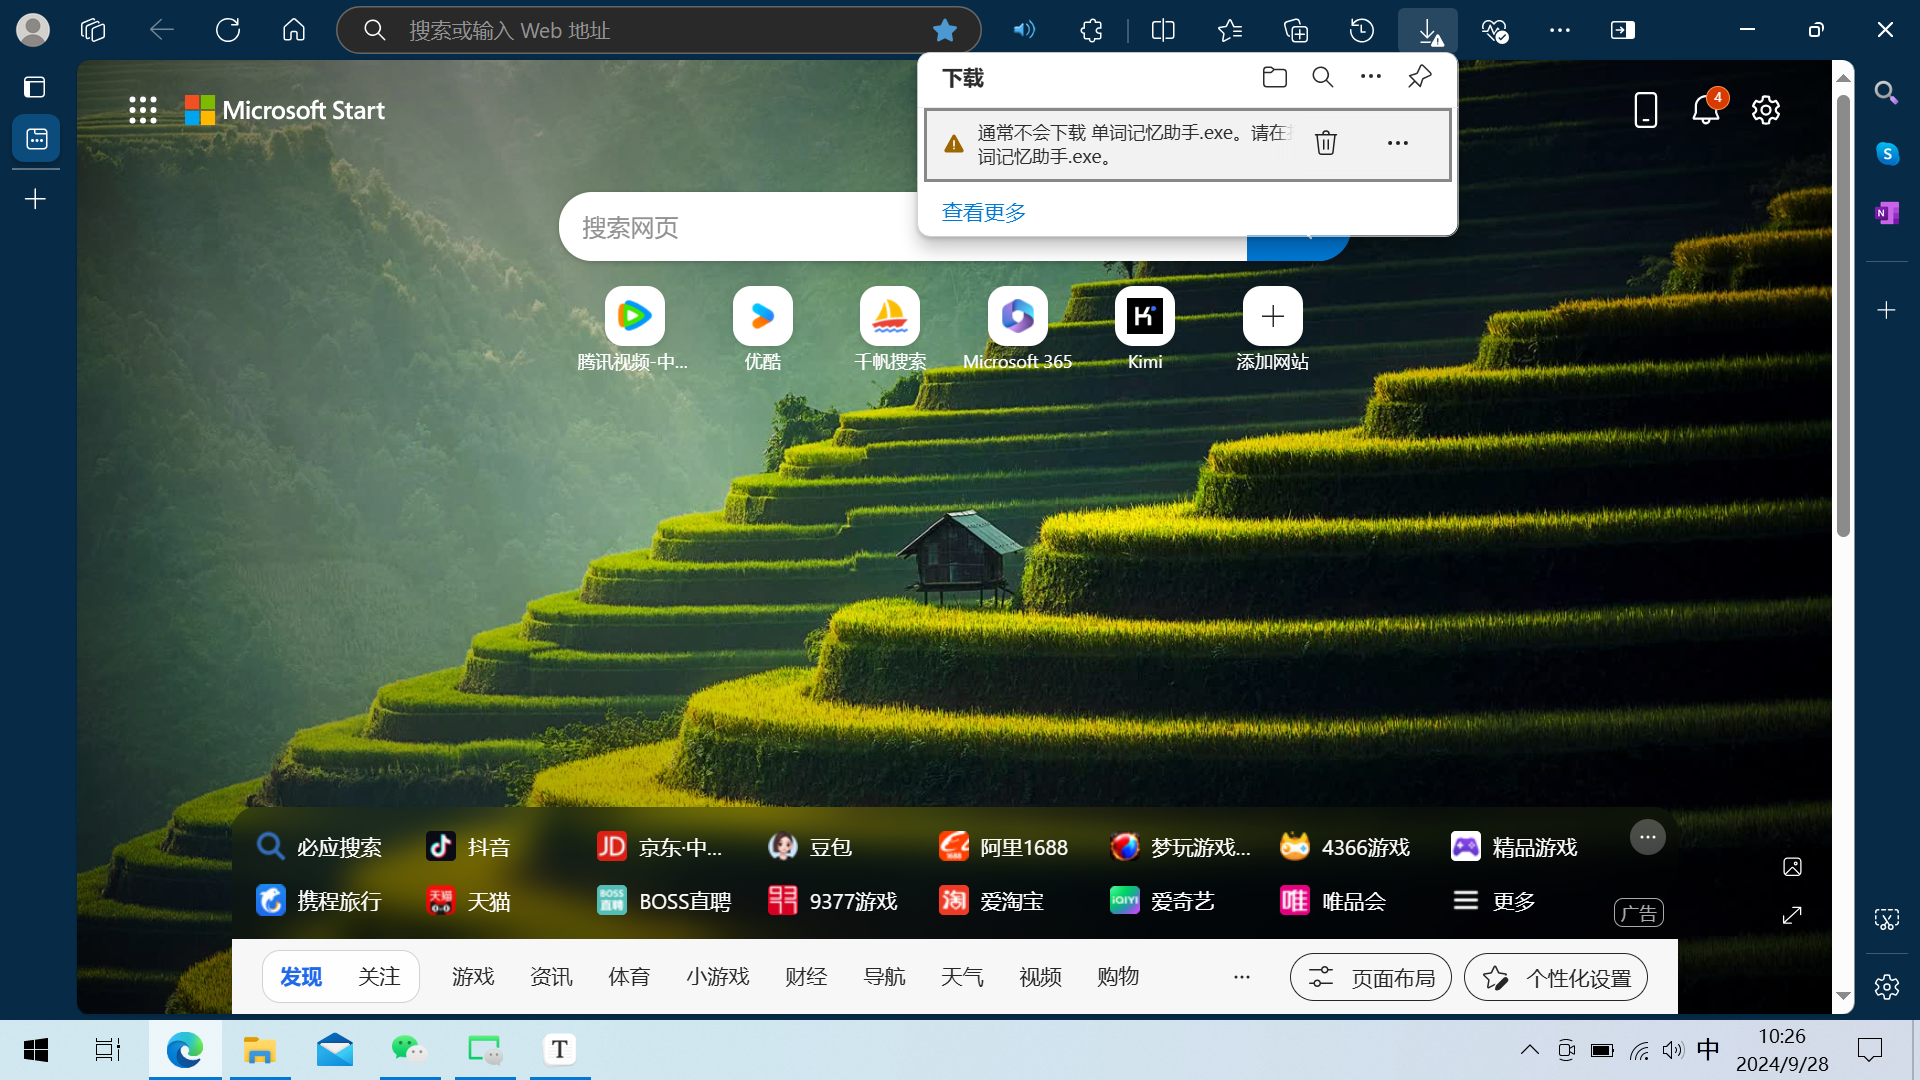 搜索或输入 Web 地址
下载
Microsoft Start
4
通常不会下载 单词记忆助手.exe。请在
词记忆助手.exe。
查看更多
搜索网页
腾讯视频-中...
优酷
千帆搜索
Microsoft 365
Kimi
添加网站
必应搜索
抖音
京东·中...
豆包
阿里1688
梦玩游戏...
4366游戏
精品游戏
携程旅行
天猫
BOSS直聘
9377游戏
爱淘宝
爱奇艺
唯品会
更多
广告
发现
关注
游戏
资讯
体育
小游戏
财经
导航
天气
视频
购物
页面布局
个性化设置
中
10:26
2024/9/28